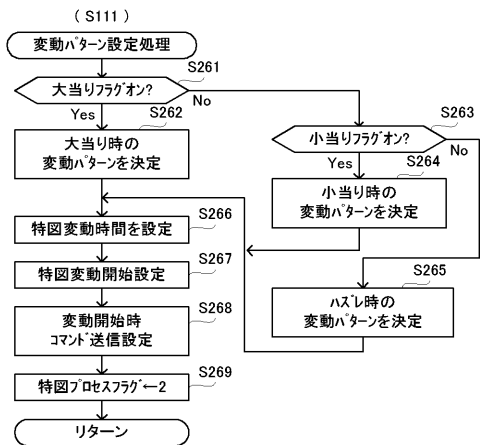 (S111)
変動パターン設定処理
S261
大当りフラグオン?
No
Yes
S262
大当り時の
変動パターンを決定
S263
小当りフラグオン?
No
Yes
S264
小当り時の
変動パターンを決定
S265
ハズレ時の
変動パターンを決定
S266
特図変動時間を設定
S267
特図変動開始設定
S268
変動開始時
コマンド送信設定
S269
特図プロセスフラグ←2
リターン